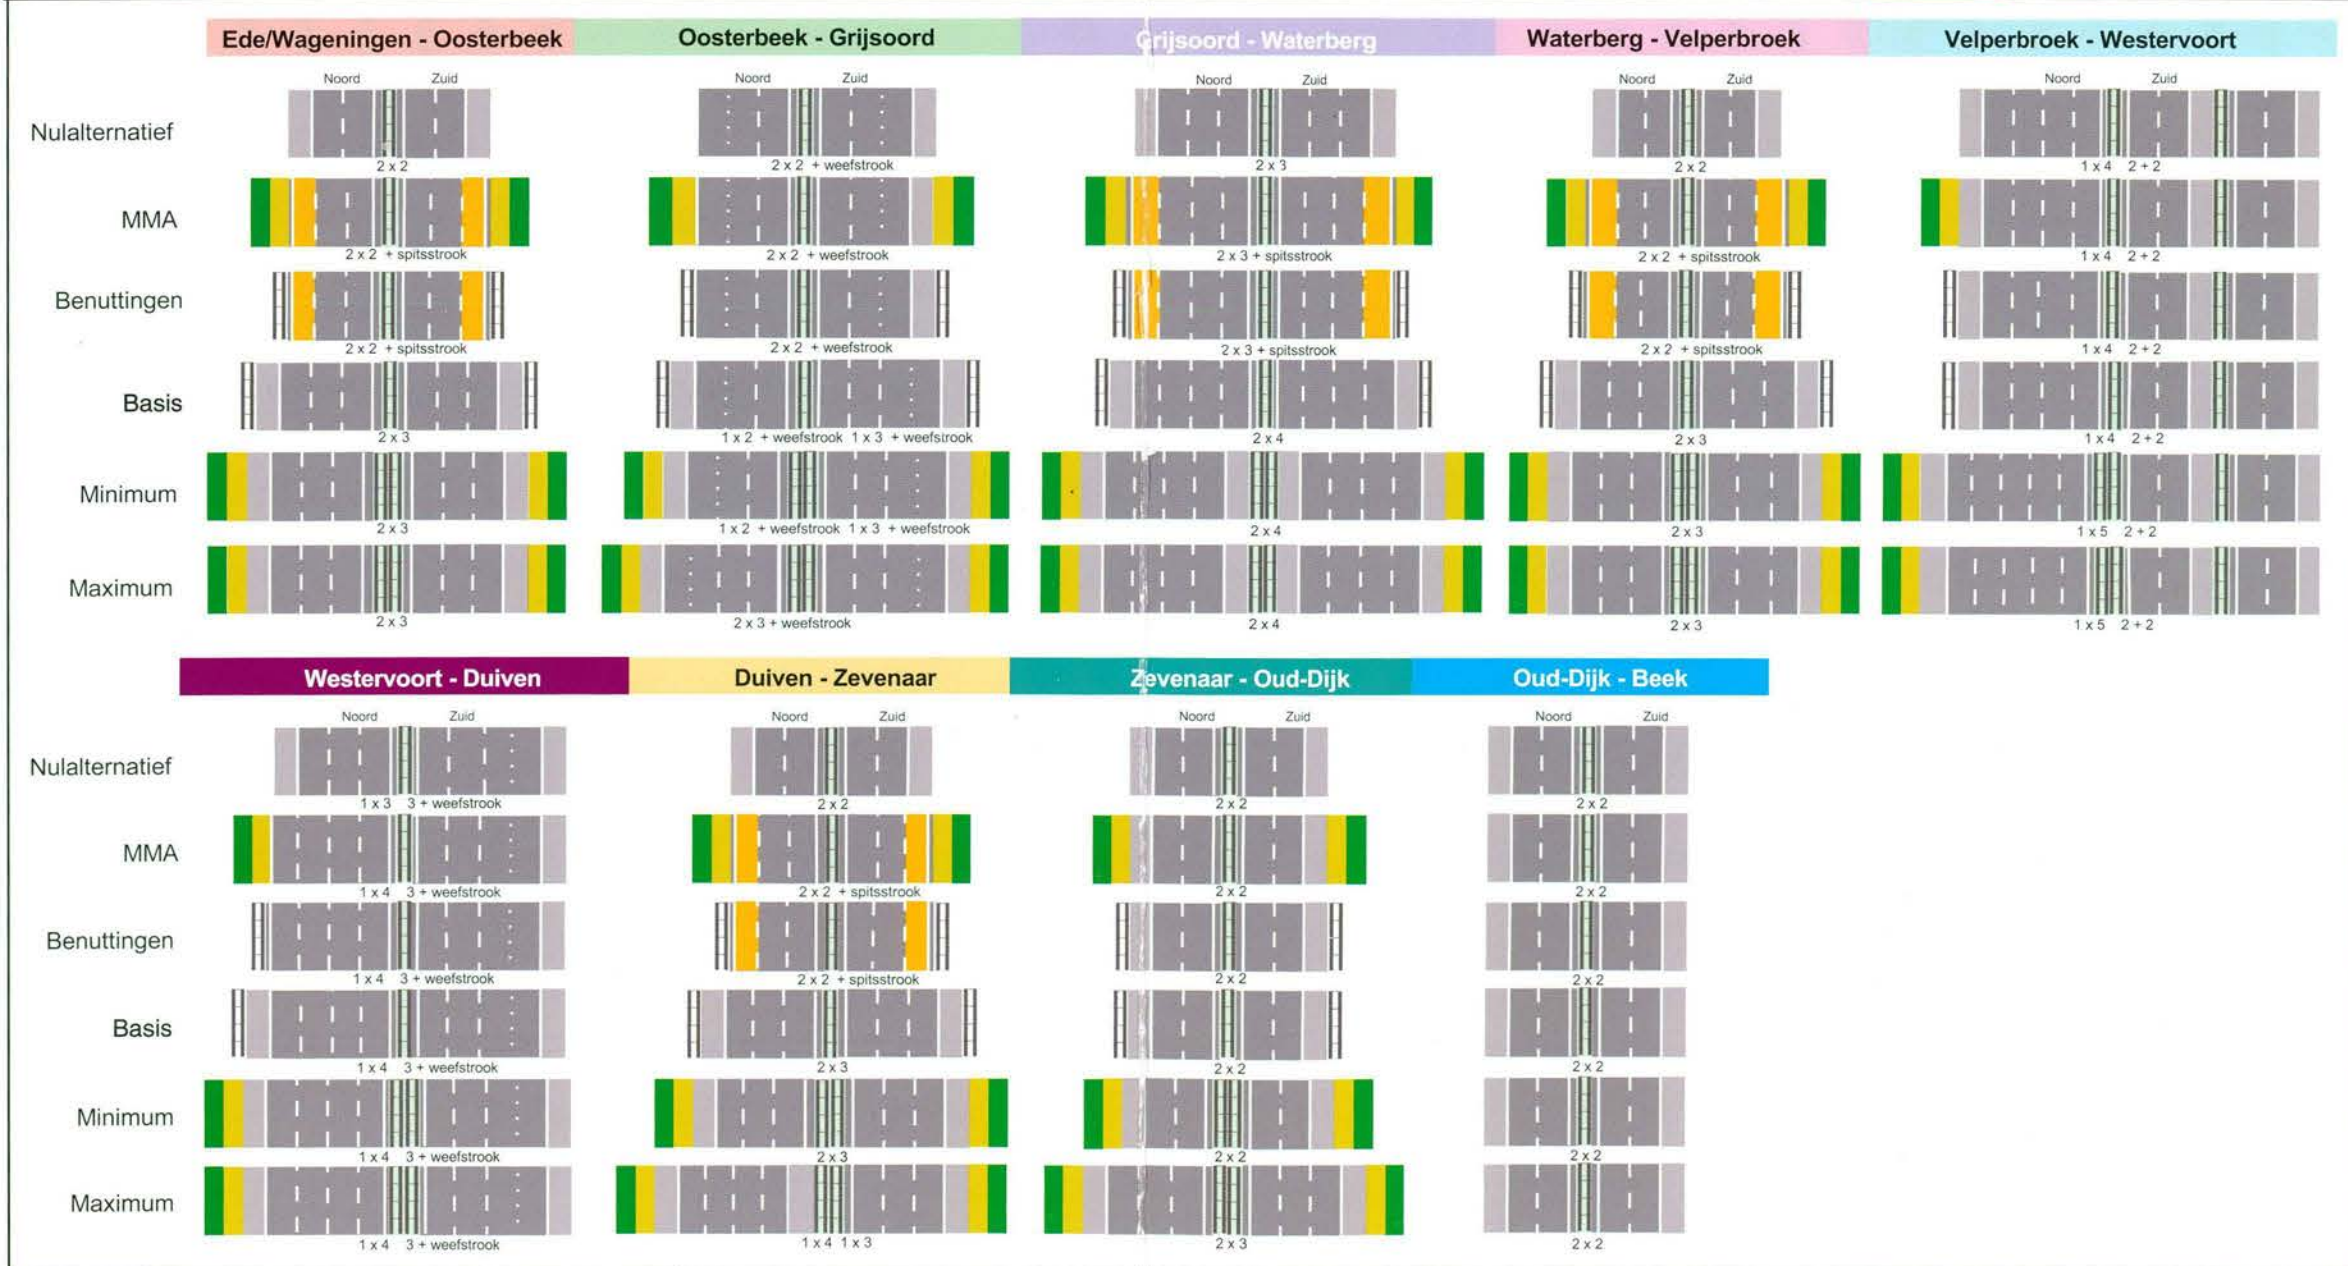 Ede/Wageningen - Oosterbeek Oosterbeek - Grijsoord Grijsoord - Waterberg Waterberg - Velperbroek Velperbroek - Westervoort
Noord Zuid Noord Zuid Noord Zuid Noord Zuid Noord Zuid
Nulalternatief
2 x 2 2 x 2 + weefstrook 2 x 3 2 x 2 1 x 4 2 + 2
MMA
2 x 2 + spitsstrook 2 x 2 + weefstrook 2 x 3 + spitsstrook 2 x 2 + spitsstrook 1 x 4 2 + 2
Benuttingen
2 x 2 + spitsstrook 2 x 2 + weefstrook 2 x 3 + spitsstrook 2 x 2 + spitsstrook 1 x 4 2 + 2
Basis
2 x 3 1 x 2 + weefstrook 1 x 3 + weefstrook 2 x 4 2 x 3 1 x 4 2 + 2
Minimum
2 x 3 1 x 2 + weefstrook 1 x 3 + weefstrook 2 x 4 2 x 3 1 x 5 2 + 2
Maximum
2 x 3 2 x 3 + weefstrook 2 x 4 2 x 3 1 x 5 2 + 2
Westervoort - Duiven Duiven - Zevenaar Zevenaar - Oud-Dijk Oud-Dijk - Beek
Noord Zuid Noord Zuid Noord Zuid Noord Zuid
Nulalternatief
1 x 3 3 + weefstrook 2 x 2 2 x 2 2 x 2
MMA
1 x 4 3 + weefstrook 2 x 2 + spitsstrook 2 x 2 2 x 2
Benuttingen
1 x 4 3 + weefstrook 2 x 2 + spitsstrook 2 x 2 2 x 2
Basis
1 x 4 3 + weefstrook 2 x 3 2 x 2 2 x 2
Minimum
1 x 4 3 + weefstrook 2 x 3 2 x 2 2 x 2
Maximum
1 x 4 3 + weefstrook 1 x 4 1 x 3 2 x 3 2 x 2